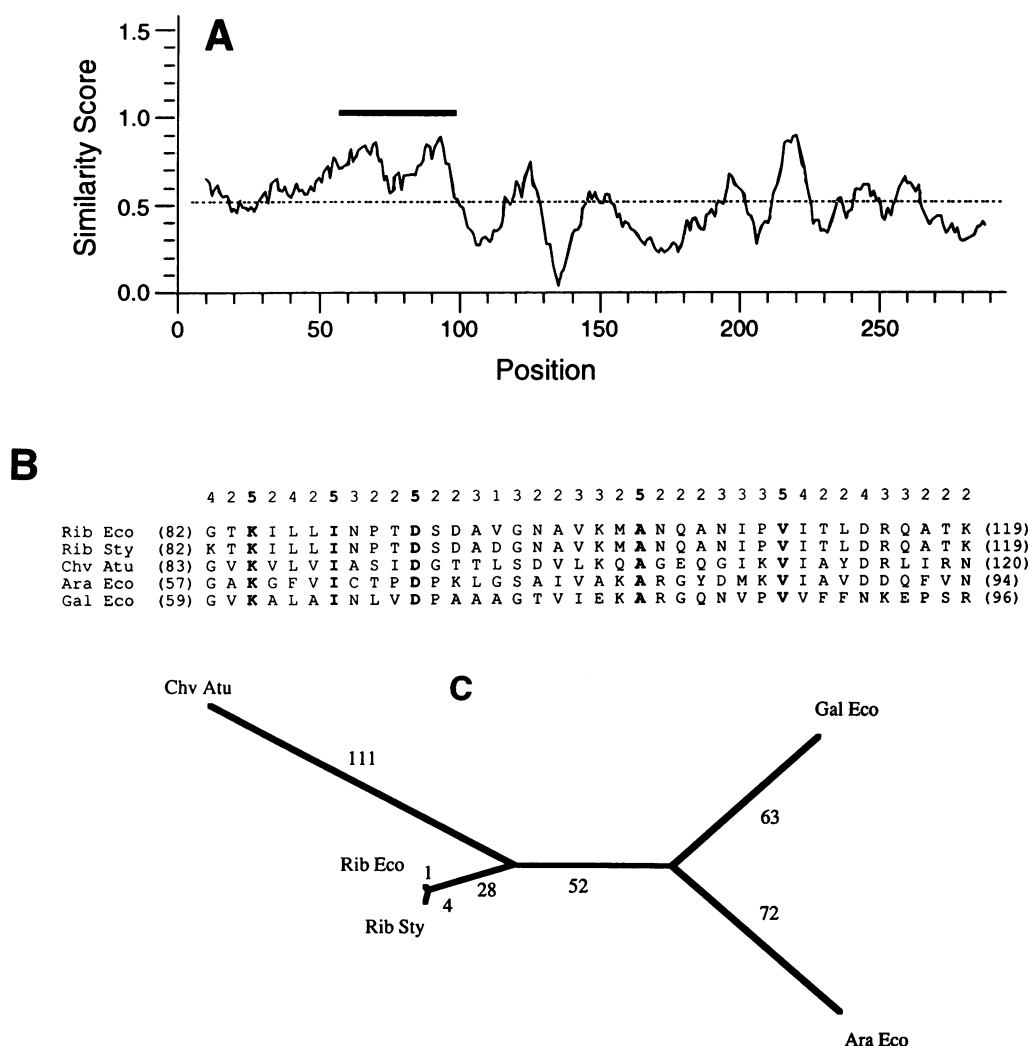 A
Similarity Score
1.5
1.0
0.5
0.0
0 50 100 150 200 250
Position
B
4 2 5 2 4 2 5 3 2 2 5 2 2 3 1 3 2 2 3 3 2 5 2 2 2 3 3 3 5 4 2 2 4 3 3 2 2 2
Rib Eco (82) G T K I L L I N P T D S D A V G N A V K M A N Q A N I P V I T L D R Q A T K (119)
Rib Sty (82) K T K I L L I N P T D S D A D G N A V K M A N Q A N I P V I T L D R Q A T K (119)
Chv Atu (83) G V K V L V I A S I D G T T L S D V L K Q A G E Q G I K V I A Y D R L I R N (120)
Ara Eco (57) G A K G F V I C T P D P K L G S A I V A K A R G Y D M K V I A V D D Q F V N (94)
Gal Eco (59) G V K A L A I N L V D P A A A G T V I E K A R G Q N V P V V F F N K E P S R (96)
C
Chv Atu
Gal Eco
111
63
Rib Eco
1
28
52
4
72
Rib Sty
Ara Eco